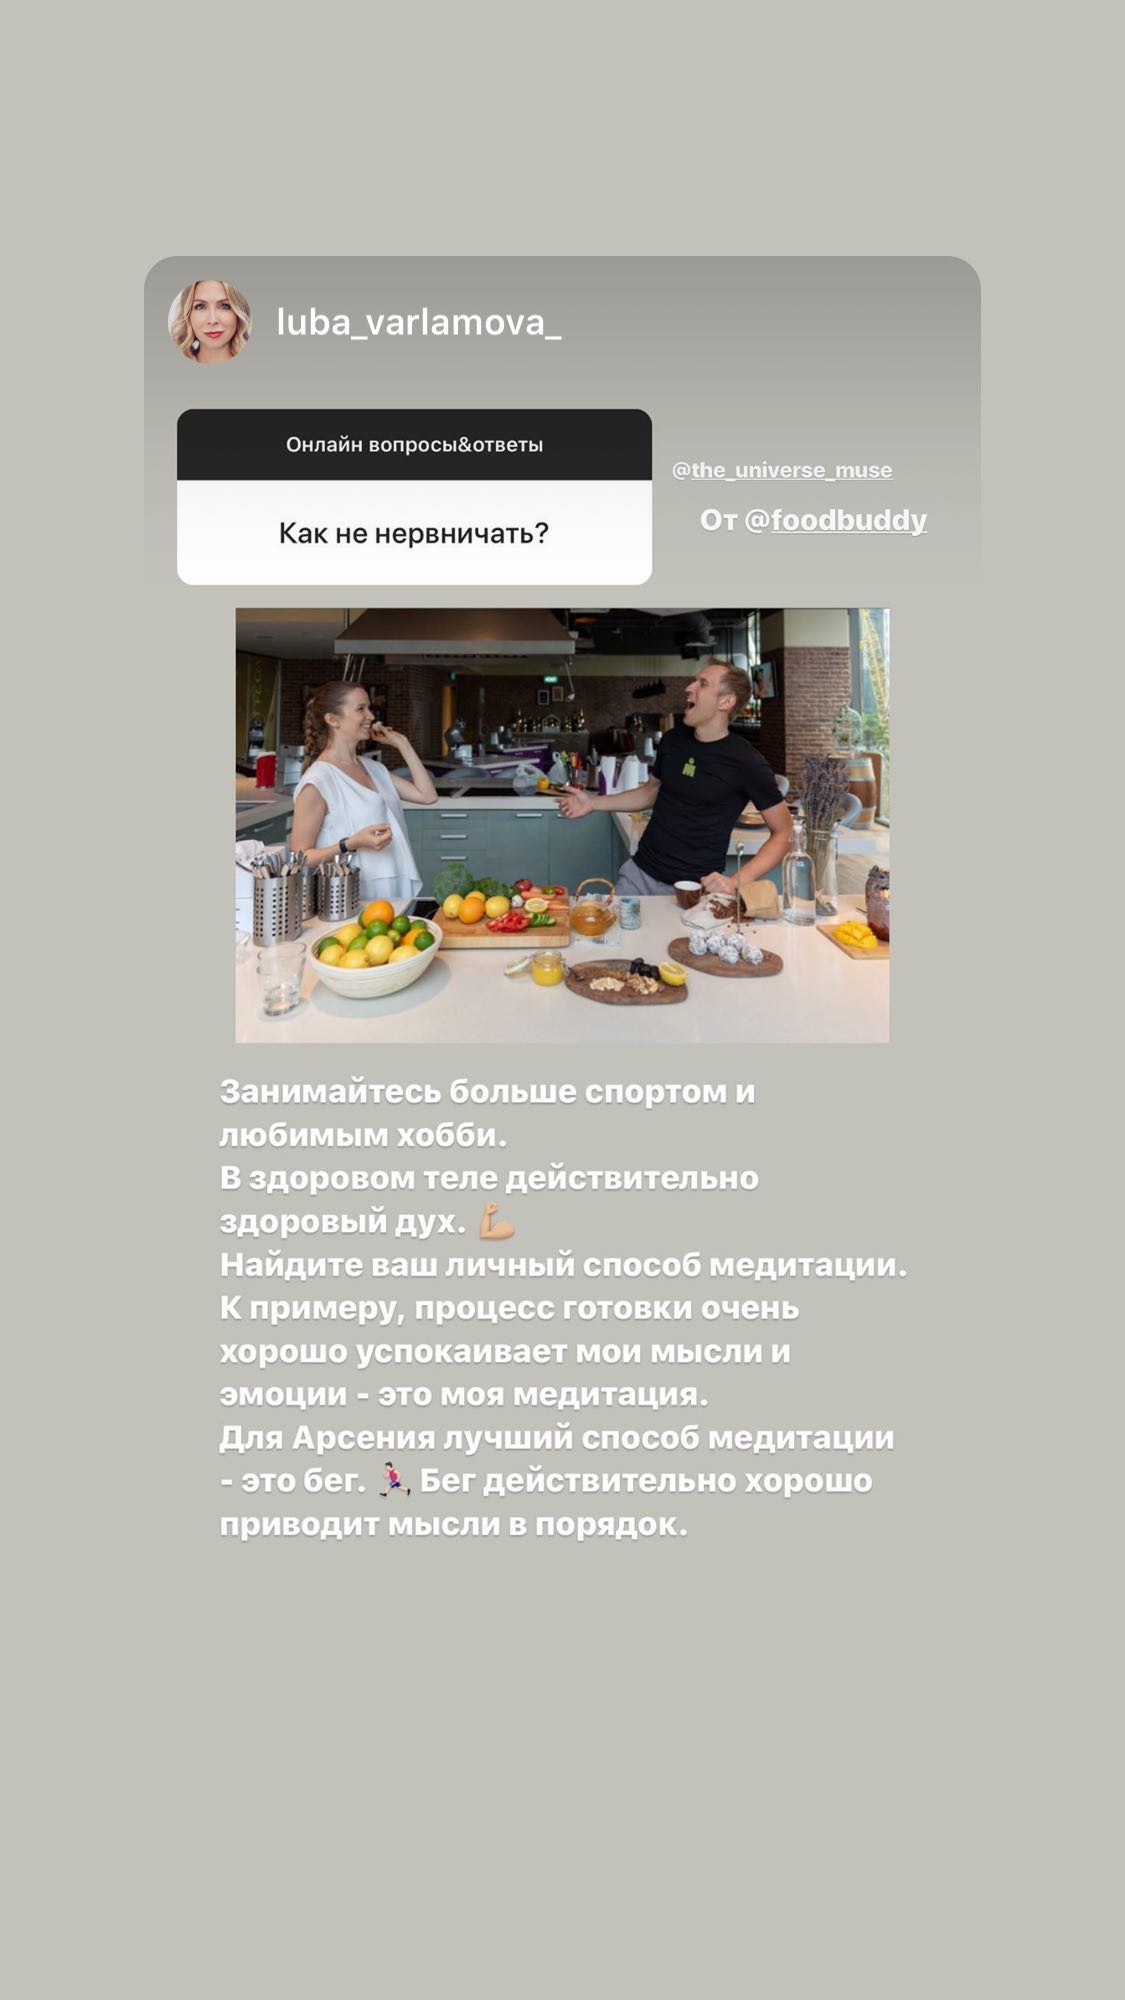 luba_varlamova_
Онлайн вопросы&ответы
Как не нервничать?
@the_universe_muse
От @foodbuddy
Занимайтесь больше спортом и
любимым хобби.
В здоровом теле действительно
здоровый дух. 💪🏼
Найдите ваш личный способ медитации.
К примеру, процесс готовки очень
хорошо успокаивает мои мысли и
эмоции - это моя медитация.
Для Арсения лучший способ медитации
- это бег. 🏃🏻 Бег действительно хорошо
приводит мысли в порядок.